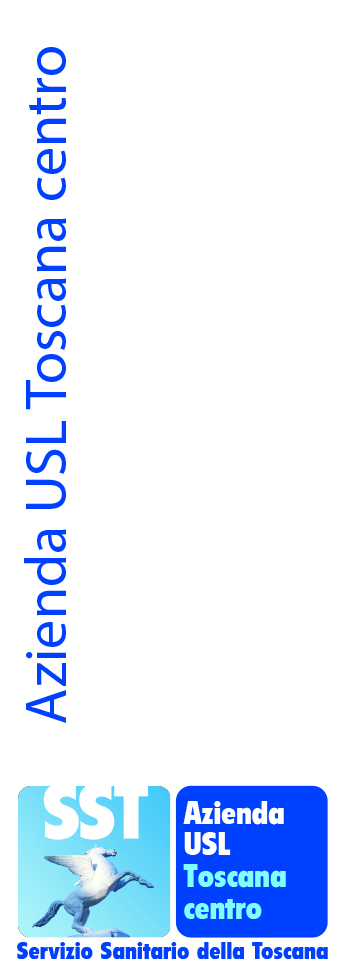 Azienda USL Toscana centro
SST
Azienda
USL
Toscana
centro
Servizio Sanitario della Toscana